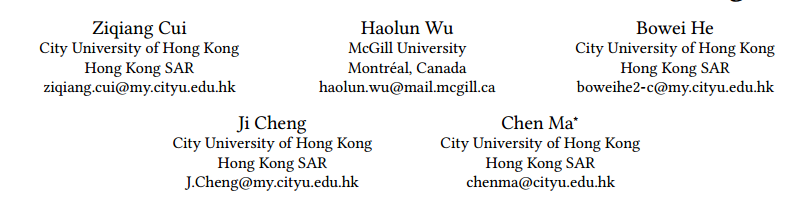 Ziqiang Cui
City University of Hong Kong
Hong Kong SAR
ziqiang.cui@my.cityu.edu.hk
Haolun Wu
McGill University
Montréal, Canada
haolun.wu@mail.mcgill.ca
Bowei He
City University of Hong Kong
Hong Kong SAR
boweihe2-c@my.cityu.edu.hk
Ji Cheng
City University of Hong Kong
Hong Kong SAR
J.Cheng@my.cityu.edu.hk
Chen Ma*
City University of Hong Kong
Hong Kong SAR
chenma@cityu.edu.hk